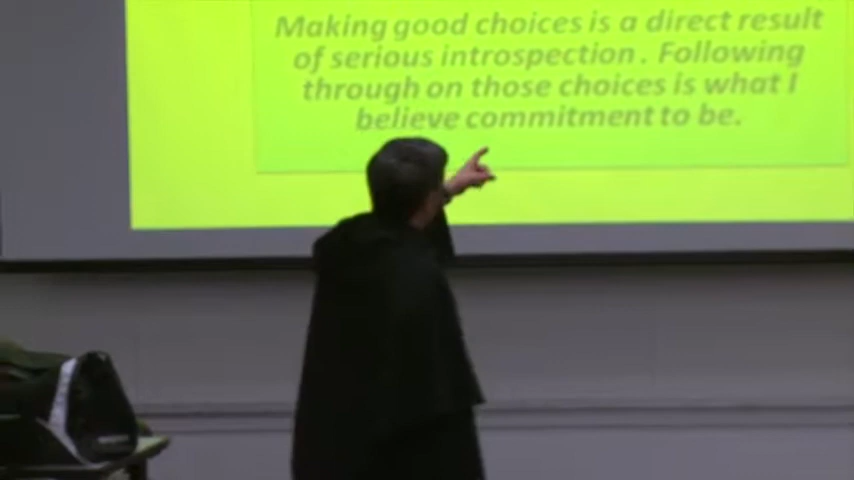 Making good choices is a direct result
of serious introspection . Following
through on those choices is what I
believe commitment to be.